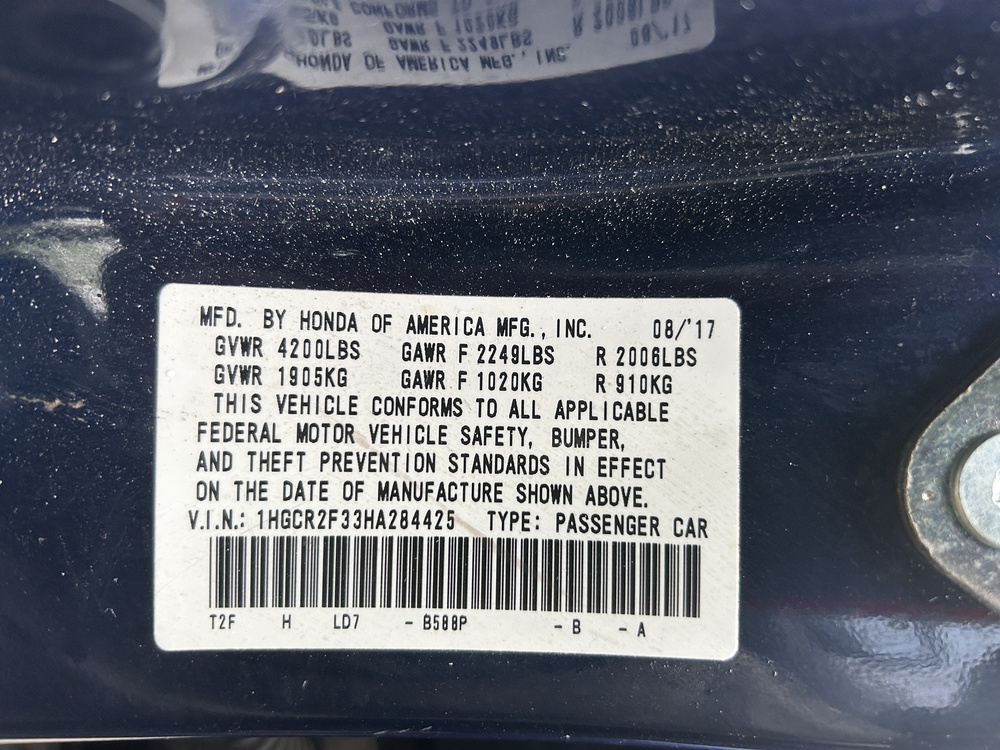 MFD. BY HONDA OF AMERICA MFG., INC. 08/'17
GVWR 4200LBS GAWR F 2249LBS R 2006LBS
GVWR 1905KG GAWR F 1020KG R 910KG
THIS VEHICLE CONFORMS TO ALL APPLICABLE
FEDERAL MOTOR VEHICLE SAFETY, BUMPER,
AND THEFT PREVENTION STANDARDS IN EFFECT
ON THE DATE OF MANUFACTURE SHOWN ABOVE.
V.I.N.: 1HGCR2F33HA284425 TYPE: PASSENGER CAR
T2F H LD7 - B588P - B - A